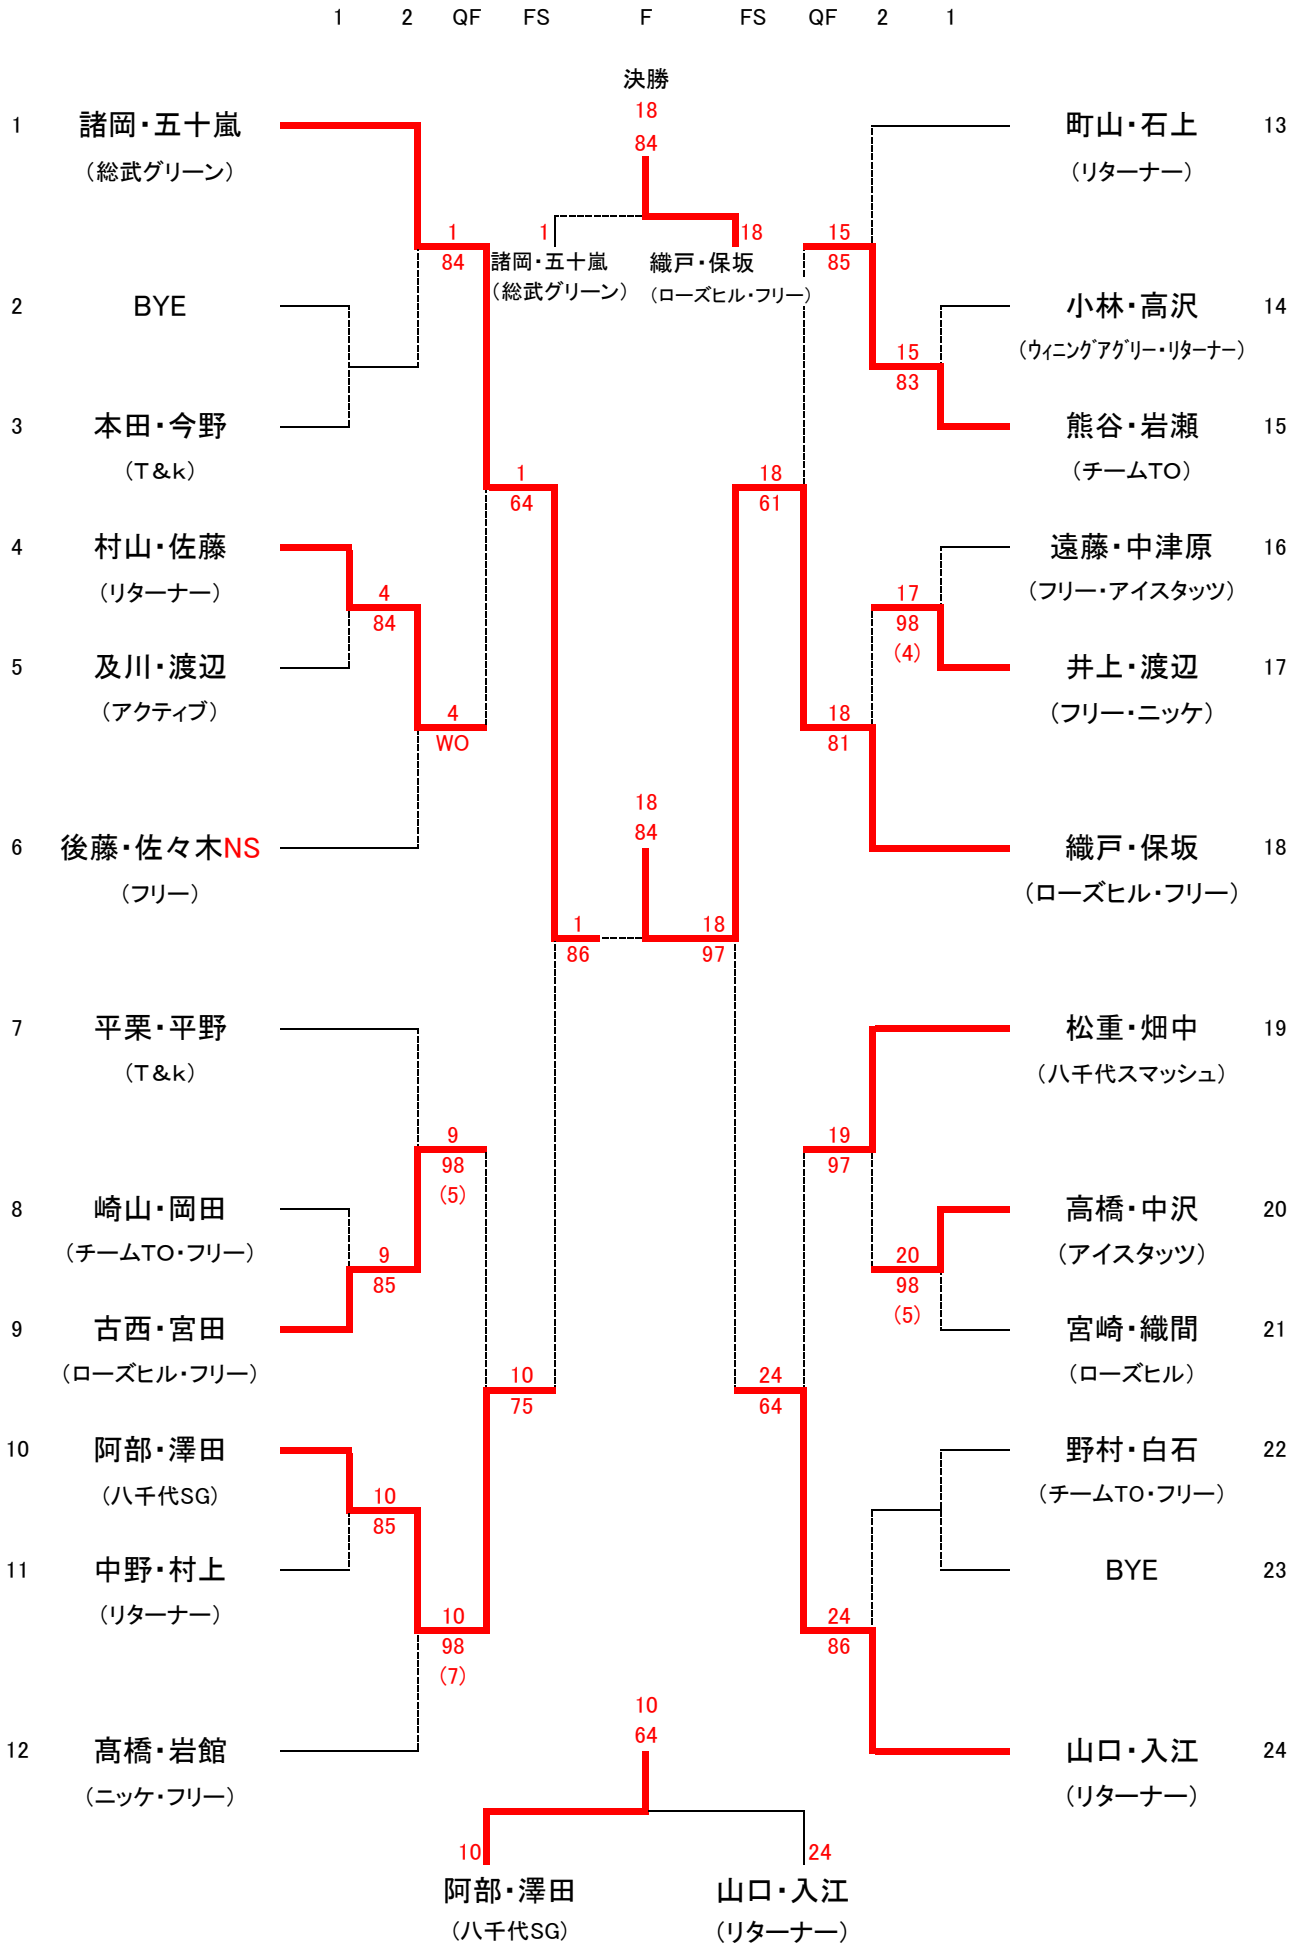 1 2 QF FS F FS QF 2 1
決勝
18
84
1 諸岡・五十嵐
(総武グリーン)
町山・石上 13
(リターナー)
1
84
1
諸岡・五十嵐
(総武グリーン)
18
織戸・保坂
(ローズヒル・フリー)
15
85
2 BYE
小林・高沢 14
(ウィニングアグリー・リターナー)
15
83
3 本田・今野
(T&k)
熊谷・岩瀬 15
(チームTO)
1
64
18
61
4 村山・佐藤
(リターナー)
遠藤・中津原 16
(フリー・アイスタッツ)
4
84
17
98
(4)
5 及川・渡辺
(アクティブ)
井上・渡辺 17
(フリー・ニッケ)
4
WO
18
81
18
84
6 後藤・佐々木NS
(フリー)
織戸・保坂 18
(ローズヒル・フリー)
1
86
18
97
7 平栗・平野
(T&k)
松重・畑中 19
(八千代スマッシュ)
9
98
(5)
19
97
8 崎山・岡田
(チームTO・フリー)
高橋・中沢 20
(アイスタッツ)
9
85
20
98
(5)
9 古西・宮田
(ローズヒル・フリー)
宮崎・織間 21
(ローズヒル)
10
75
24
64
10 阿部・澤田
(八千代SG)
野村・白石 22
(チームTO・フリー)
10
85
11 中野・村上
(リターナー)
BYE 23
10
98
(7)
24
86
10
64
12 髙橋・岩館
(ニッケ・フリー)
山口・入江 24
(リターナー)
10
阿部・澤田
(八千代SG)
24
山口・入江
(リターナー)